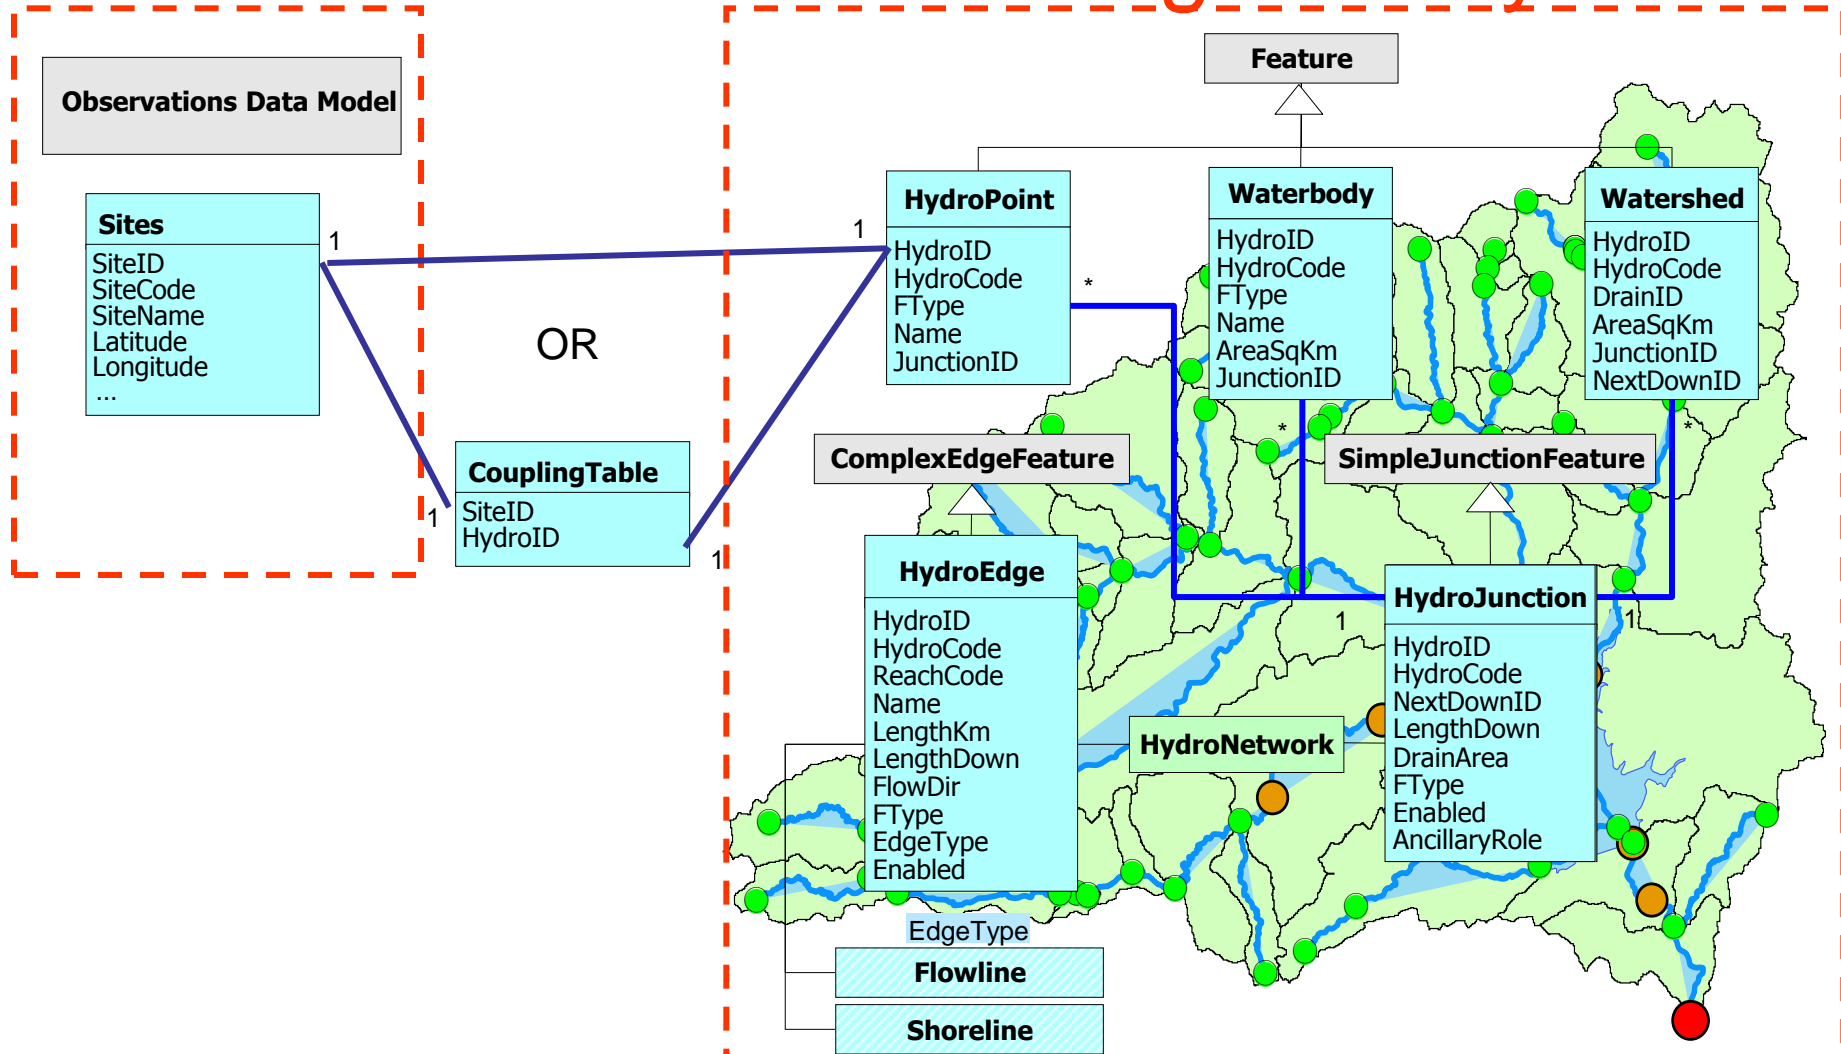 Observations Data Model
Sites
SiteID
SiteCode
SiteName
Latitude
Longitude
...
1
1
OR
CouplingTable
SiteID
HydroID
1
1
Feature
HydroPoint
HydroID
HydroCode
FType
Name
JunctionID
*
Waterbody
HydroID
HydroCode
FType
Name
AreaSqKm
JunctionID
*
Watershed
HydroID
HydroCode
DrainID
AreaSqKm
JunctionID
NextDownID
*
ComplexEdgeFeature
SimpleJunctionFeature
HydroEdge
HydroID
HydroCode
ReachCode
Name
LengthKm
LengthDown
FlowDir
FType
EdgeType
Enabled
HydroNetwork
1
HydroJunction
1
HydroID
HydroCode
NextDownID
LengthDown
DrainArea
FType
Enabled
AncillaryRole
EdgeType
Flowline
Shoreline